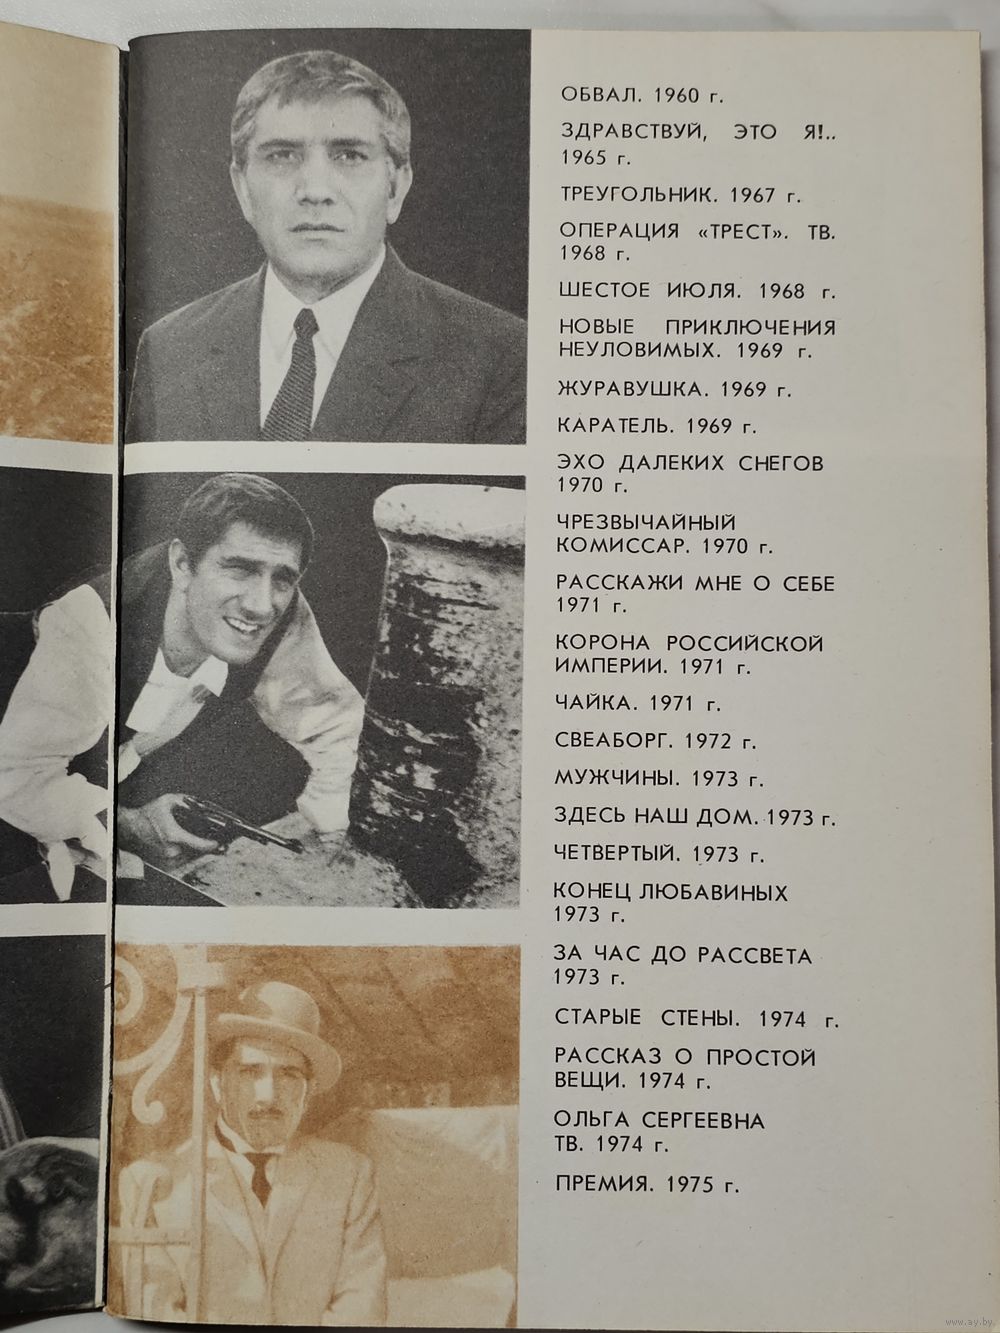 ОБВАЛ. 1960 г.
ЗДРАВСТВУЙ, ЭТО Я!..
1965 г.
ТРЕУГОЛЬНИК. 1967 г.
ОПЕРАЦИЯ «ТРЕСТ». ТВ.
1968 г.
ШЕСТОЕ ИЮЛЯ. 1968 г.
НОВЫЕ ПРИКЛЮЧЕНИЯ
НЕУЛОВИМЫХ. 1969 г.
ЖУРАВУШКА. 1969 г.
КАРАТЕЛЬ. 1969 г.
ЭХО ДАЛЕКИХ СНЕГОВ
1970 г.
ЧРЕЗВЫЧАЙНЫЙ
КОМИССАР. 1970 г.
РАССКАЖИ МНЕ О СЕБЕ
1971 г.
КОРОНА РОССИЙСКОЙ
ИМПЕРИИ. 1971 г.
ЧАЙКА. 1971 г.
СВЕАБОРГ. 1972 г.
МУЖЧИНЫ. 1973 г.
ЗДЕСЬ НАШ ДОМ. 1973 г.
ЧЕТВЕРТЫЙ. 1973 г.
КОНЕЦ ЛЮБАВИНЫХ
1973 г.
ЗА ЧАС ДО РАССВЕТА
1973 г.
СТАРЫЕ СТЕНЫ. 1974 г.
РАССКАЗ О ПРОСТОЙ
ВЕЩИ. 1974 г.
ОЛЬГА СЕРГЕЕВНА
ТВ. 1974 г.
ПРЕМИЯ. 1975 г.
www.ay.by